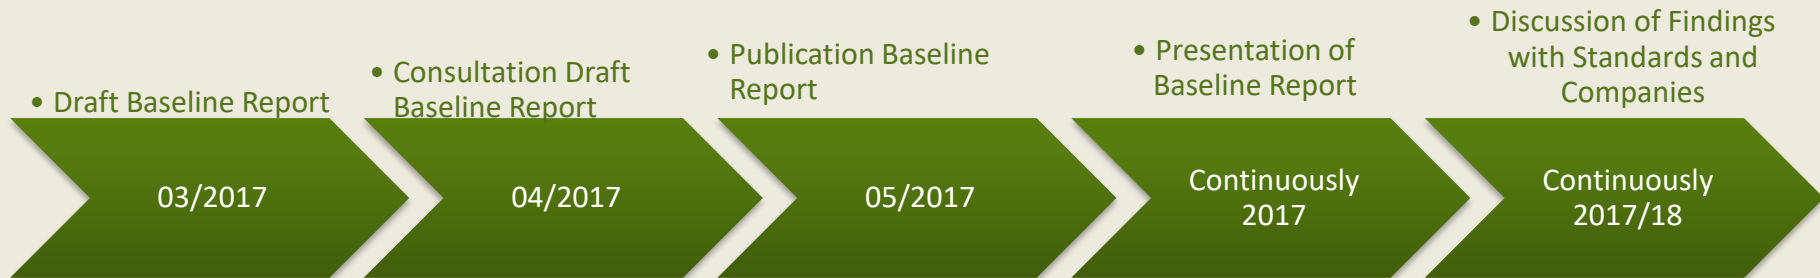 • Draft Baseline Report
03/2017
• Consultation Draft
Baseline Report
04/2017
• Publication Baseline
Report
05/2017
• Presentation of
Baseline Report
Continuously
2017
• Discussion of Findings
with Standards and
Companies
Continuously
2017/18